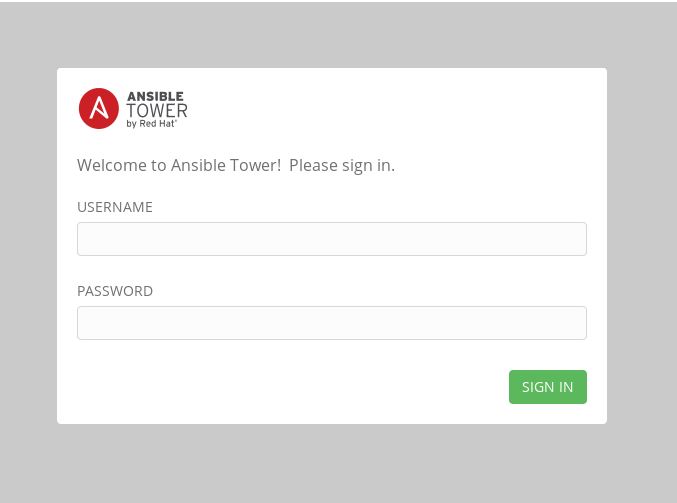 ANSIBLE
TOWER
by Red Hat®
Welcome to Ansible Tower!  Please sign in.
USERNAME
PASSWORD
SIGN IN